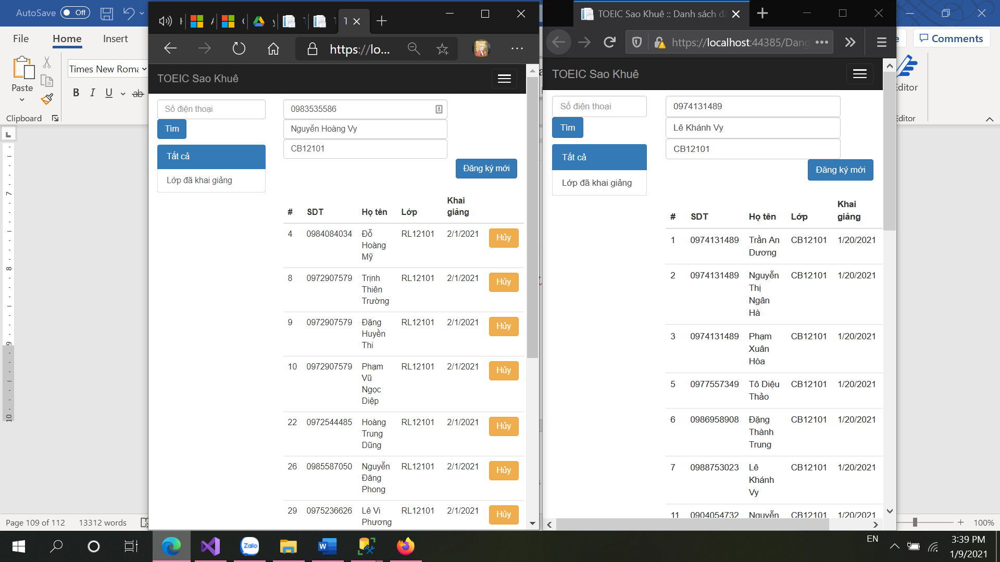 AutoSave Off
File Home Insert
Comments
Times New Roma
Paste
B I U ab
Clipboard
Editor
L
7
8
9
10
https://lo...
TOEIC Sao Khuê
Số điện thoại
Tìm
Tất cả
Lớp đã khai giảng
0983535586
Nguyễn Hoàng Vy
CB12101
Đăng ký mới
# SDT Họ tên Lớp Khai giảng
4 0984084034 Đỗ Hoàng Mỹ RL12101 2/1/2021 Hủy
8 0972907579 Trịnh Thiên Trường RL12101 2/1/2021 Hủy
9 0972907579 Đặng Huyền Thi RL12101 2/1/2021 Hủy
10 0972907579 Phạm Vũ Ngọc Diệp RL12101 2/1/2021 Hủy
22 0972544485 Hoàng Trung Dũng RL12101 2/1/2021 Hủy
26 0985587050 Nguyễn Đăng Phong RL12101 2/1/2021 Hủy
29 0975236626 Lê Vi Phương RL12101 2/1/2021 Hủy
TOEIC Sao Khuê :: Danh sách đă
https://localhost:44385/Dang
TOEIC Sao Khuê
Số điện thoại
Tìm
Tất cả
Lớp đã khai giảng
0974131489
Lê Khánh Vy
CB12101
Đăng ký mới
# SDT Họ tên Lớp Khai giảng
1 0974131489 Trần An Dương CB12101 1/20/2021
2 0974131489 Nguyễn Thị Ngân Hà CB12101 1/20/2021
3 0974131489 Phạm Xuân Hòa CB12101 1/20/2021
5 0977557349 Tô Diệu Thảo CB12101 1/20/2021
6 0986958908 Đặng Thành Trung CB12101 1/20/2021
7 0988753023 Lê Khánh Vy CB12101 1/20/2021
11 0904054732 Nguyễn CB12101 1/20/2021
Page 109 of 112 13312 words
100%
Zalo
EN
3:39 PM
1/9/2021